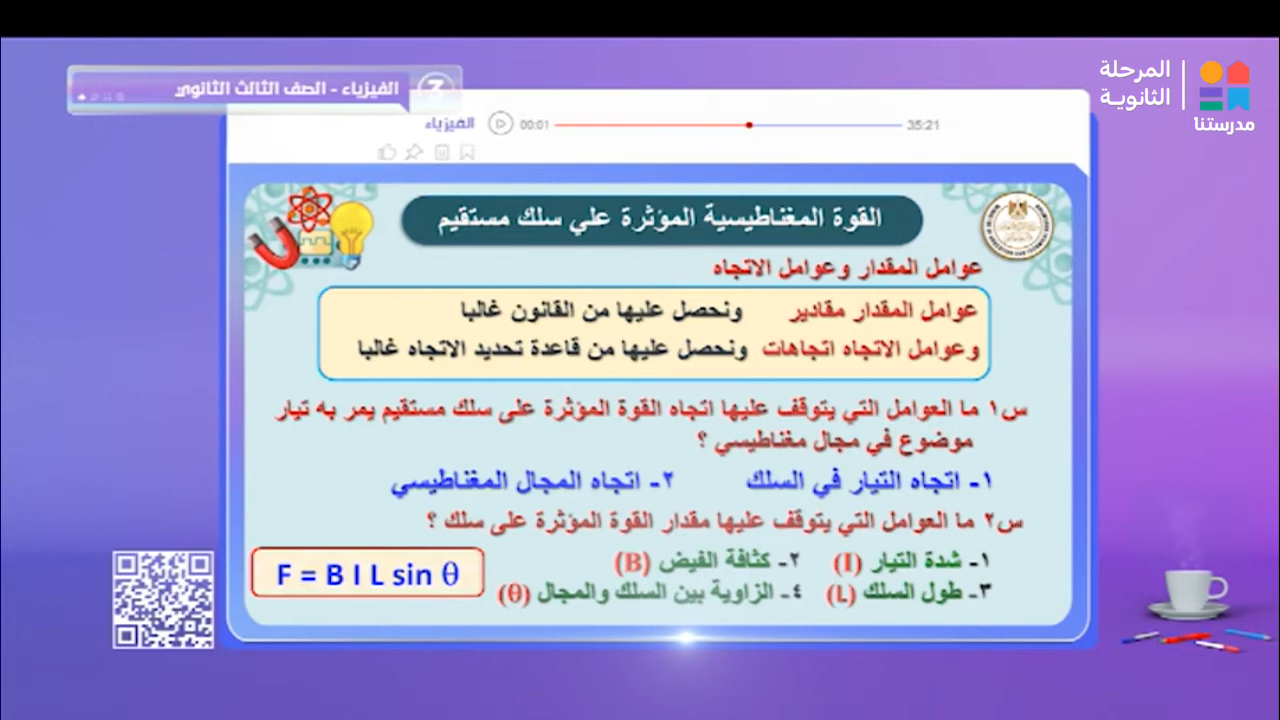 المرحلة
الثانوية
مدرستنا
3
الفيزياء - الصف الثالث الثانوي
الفيزياء
00:01
35:21
القوة المغناطيسية المؤثرة علي سلك مستقيم
عوامل المقدار وعوامل الاتجاه
عوامل المقدار مقادير ونحصل عليها من القانون غالبا
وعوامل الاتجاه اتجاهات ونحصل عليها من قاعدة تحديد الاتجاه غالبا
س١ ما العوامل التي يتوقف عليها اتجاه القوة المؤثرة على سلك مستقيم يمر به تيار
موضوع في مجال مغناطيسي ؟
١- اتجاه التيار في السلك ٢- اتجاه المجال المغناطيسي
س٢ ما العوامل التي يتوقف عليها مقدار القوة المؤثرة على سلك ؟
١- شدة التيار (I) ٢- كثافة الفيض (B)
٣- طول السلك (L) ٤- الزاوية بين السلك والمجال (θ)
F = B I L sin θ